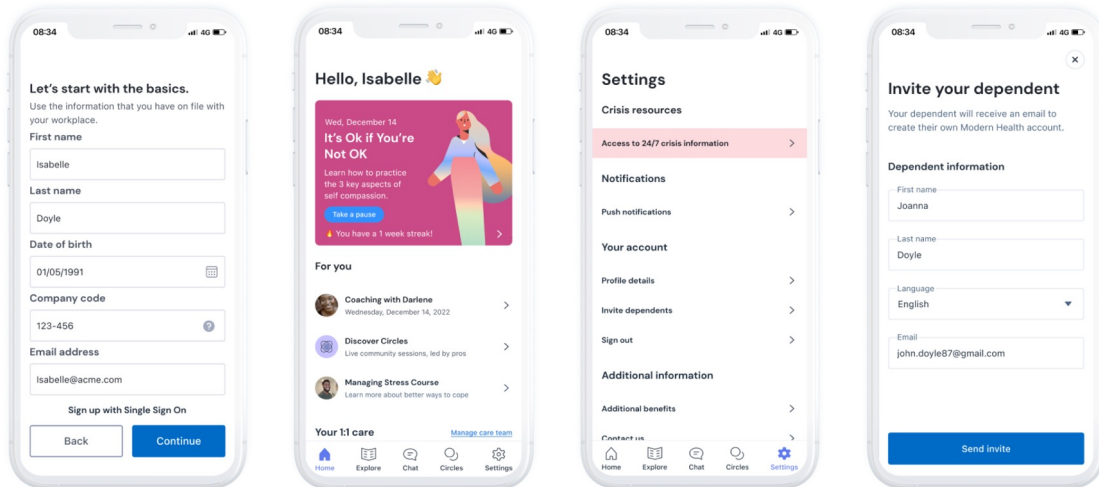 08:34
4G
Let's start with the basics.
Use the information that you have on file with
your workplace.
First name
Isabelle
Last name
Doyle
Date of birth
01/05/1991
Company code
123-456
?
Email address
Isabelle@acme.com
Sign up with Single Sign On
Back
Continue
08:34
4G
Hello, Isabelle 👋
Wed, December 14
It's Ok if You're
Not OK
Learn how to practice
the 3 key aspects of
self compassion.
Take a pause
🔥 You have a 1 week streak!
For you
Coaching with Darlene
Wednesday, December 14, 2022
Discover Circles
Live community sessions, led by pros
Managing Stress Course
Learn more about better ways to cope
Your 1:1 care
Manage care team
Home
Explore
Chat
Circles
Settings
08:34
4G
Settings
Crisis resources
Access to 24/7 crisis information
Notifications
Push notifications
Your account
Profile details
Invite dependents
Sign out
Additional information
Additional benefits
Contact us
Home
Explore
Chat
Circles
Settings
08:34
4G
Invite your dependent
Your dependent will receive an email to
create their own Modern Health account.
Dependent information
First name
Joanna
Last name
Doyle
Language
English
Email
john.doyle87@gmail.com
Send invite